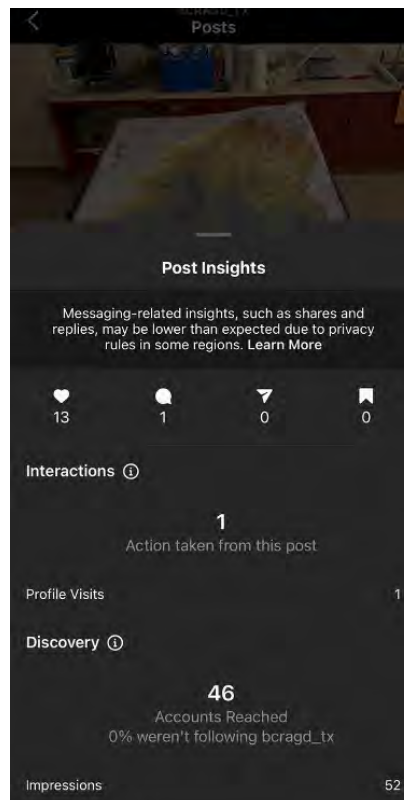 BCRAGD_TX
Posts
Post Insights
Messaging-related insights, such as shares and
replies, may be lower than expected due to privacy
rules in some regions. Learn More
13
1
0
0
Interactions
1
Action taken from this post
Profile Visits
1
Discovery
46
Accounts Reached
0% weren't following bcragd_tx
Impressions
52